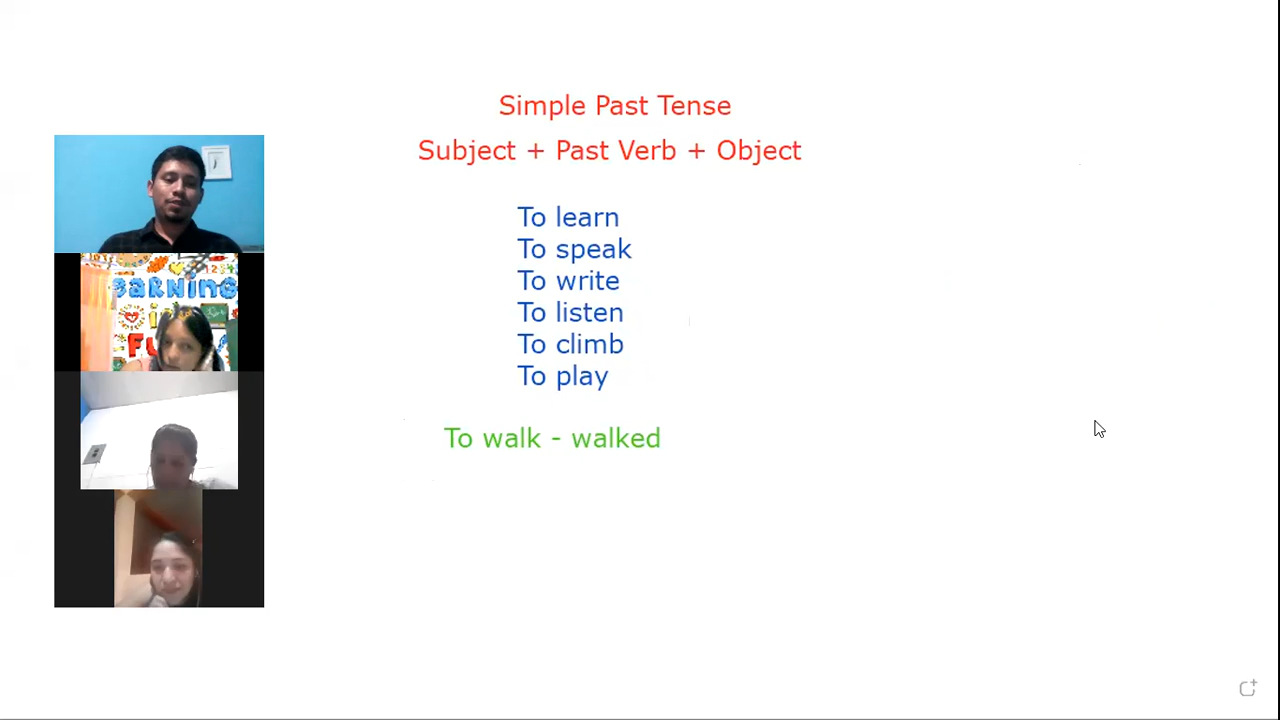 Simple Past Tense
Subject + Past Verb + Object
To learn
To speak
To write
To listen
To climb
To play
To walk - walked